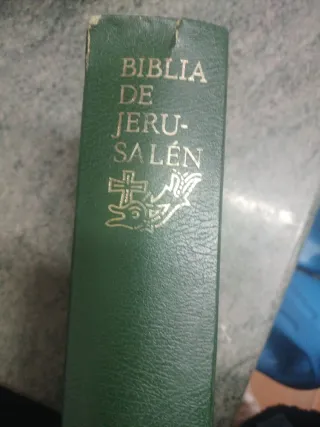 BIBLIA
DE
JERU-
SALÉN